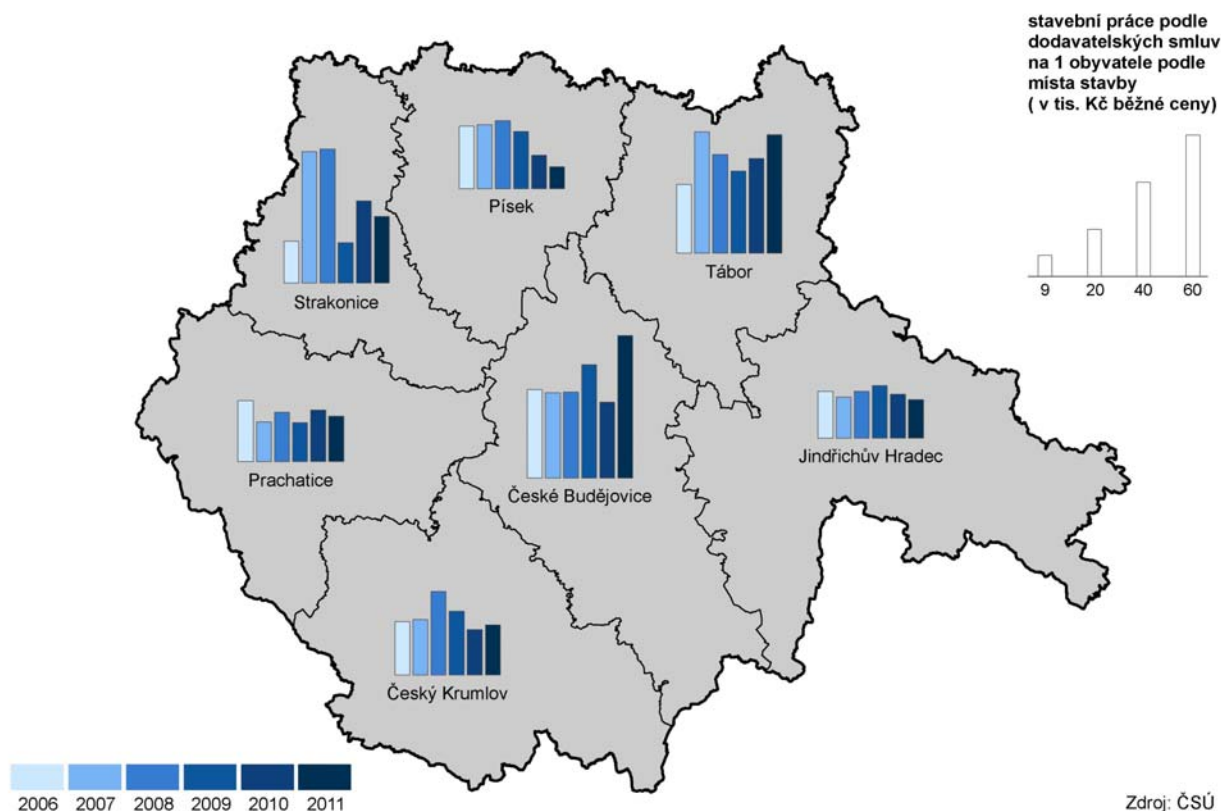 stavební práce podle
dodavatelských smluv
na 1 obyvatele podle
místa stavby
( v tis. Kč běžné ceny)
9 20 40 60
Písek
Tábor
Strakonice
Jindřichův Hradec
Prachatice
České Budějovice
Český Krumlov
2006 2007 2008 2009 2010 2011
Zdroj: ČSÚ